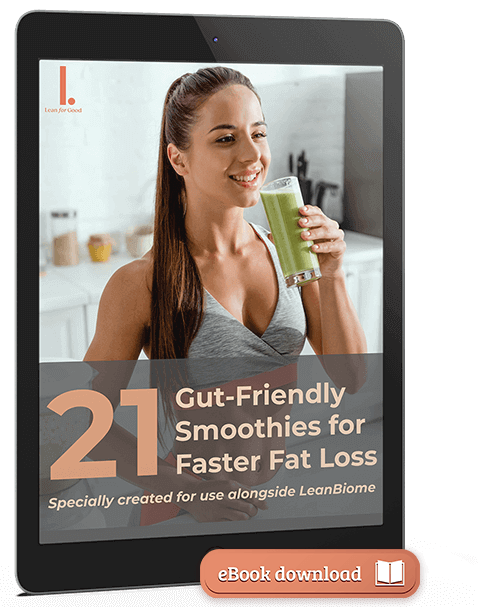 l.
Lean for Good
21
Gut-Friendly
Smoothies for
Faster Fat Loss
Specially created for use alongside LeanBiome
eBook download